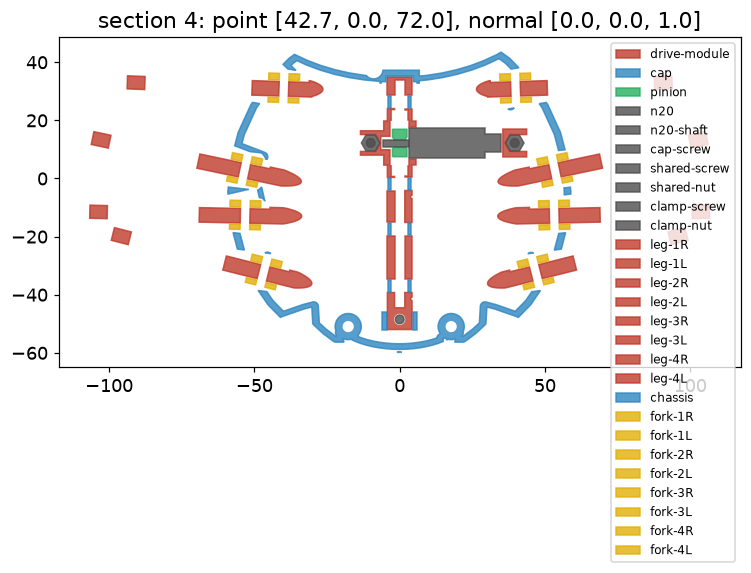 section 4: point [42.7, 0.0, 72.0], normal [0.0, 0.0, 1.0]
40
20
0
−20
−40
−60
−100
−50
0
50
100
drive-module
cap
pinion
n20
n20-shaft
cap-screw
shared-screw
shared-nut
clamp-screw
clamp-nut
leg-1R
leg-1L
leg-2R
leg-2L
leg-3R
leg-3L
leg-4R
leg-4L
chassis
fork-1R
fork-1L
fork-2R
fork-2L
fork-3R
fork-3L
fork-4R
fork-4L